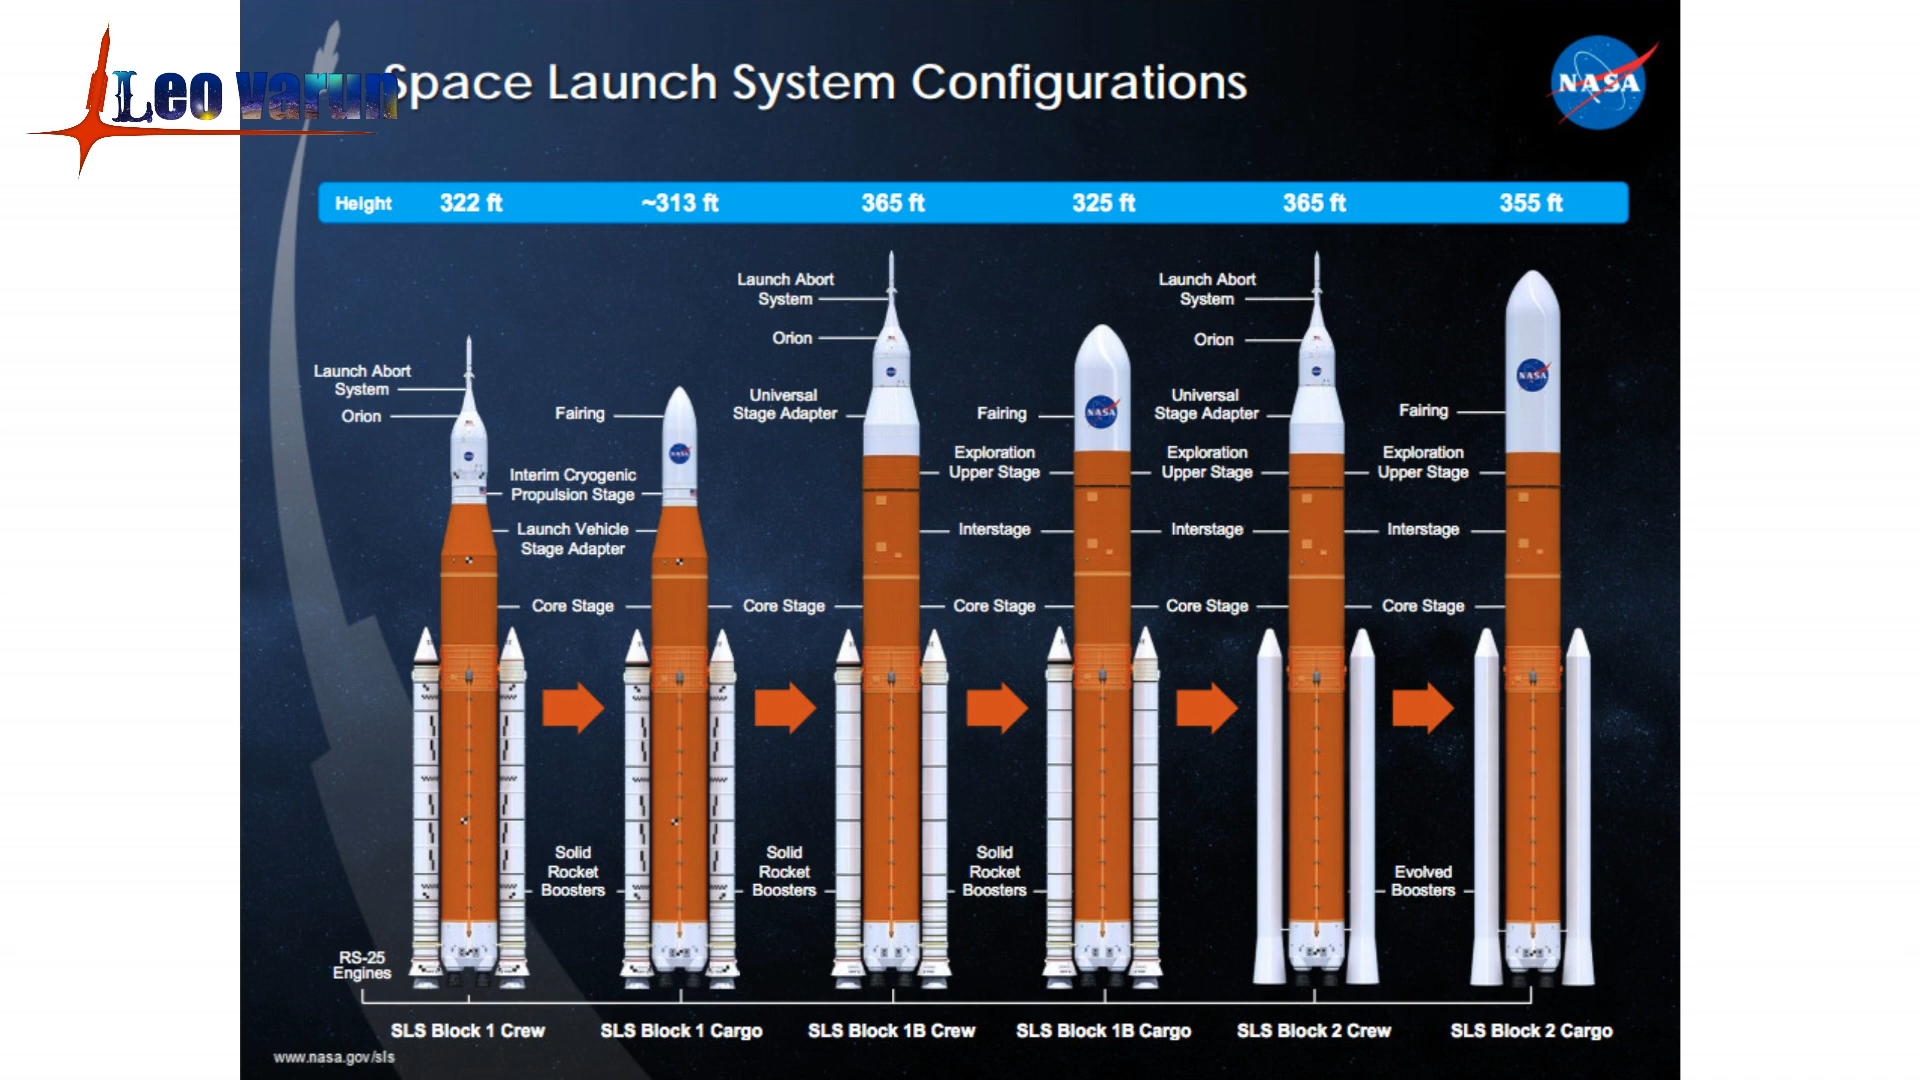 Leo varun
Space Launch System Configurations
NASA
Height 322 ft ~313 ft 365 ft 325 ft 365 ft 355 ft
Launch Abort
System
Orion
Fairing
NASA
Interim Cryogenic
Propulsion Stage
Launch Vehicle
Stage Adapter
Core Stage
Solid
Rocket
Boosters
Launch Abort
System
Orion
Universal
Stage Adapter
Core Stage
Solid
Rocket
Boosters
Fairing
NASA
Exploration
Upper Stage
Interstage
Core Stage
Solid
Rocket
Boosters
Launch Abort
System
Orion
Universal
Stage Adapter
Exploration
Upper Stage
Interstage
Core Stage
Fairing
NASA
Exploration
Upper Stage
Interstage
Core Stage
Evolved
Boosters
RS-25
Engines
SLS Block 1 Crew SLS Block 1 Cargo SLS Block 1B Crew SLS Block 1B Cargo SLS Block 2 Crew SLS Block 2 Cargo
www.nasa.gov/sls